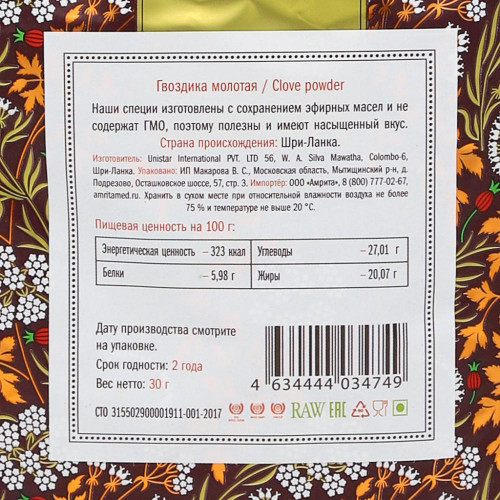 Гвоздика молотая / Clove powder
Наши специи изготовлены с сохранением эфирных масел и не
содержат ГМО, поэтому полезны и имеют насыщенный вкус.
Страна происхождения: Шри-Ланка.
Изготовитель: Unistar International PVT. LTD 56, W. A. Silva Mawatha, Colombo-6,
Шри-Ланка. Упаковано: ИП Макарова В. С., Московская область, Мытищинский р-н, д.
Подрезово, Осташковское шоссе, 57, стр. 3. Импортёр: ООО «Амрита», 8 (800) 777-02-67,
amritamed.ru. Хранить в сухом месте при относительной влажности воздуха не более
75 % и температуре не выше 20 °С.
Пищевая ценность на 100 г:
Энергетическая ценность – 323 ккал
Углеводы – 27,01 г
Белки – 5,98 г
Жиры – 20,07 г
Дату производства смотрите
на упаковке.
Срок годности: 2 года
Вес нетто: 30 г
4 634444 034749
СТО 315502900001911-001-2017
RAW EAC